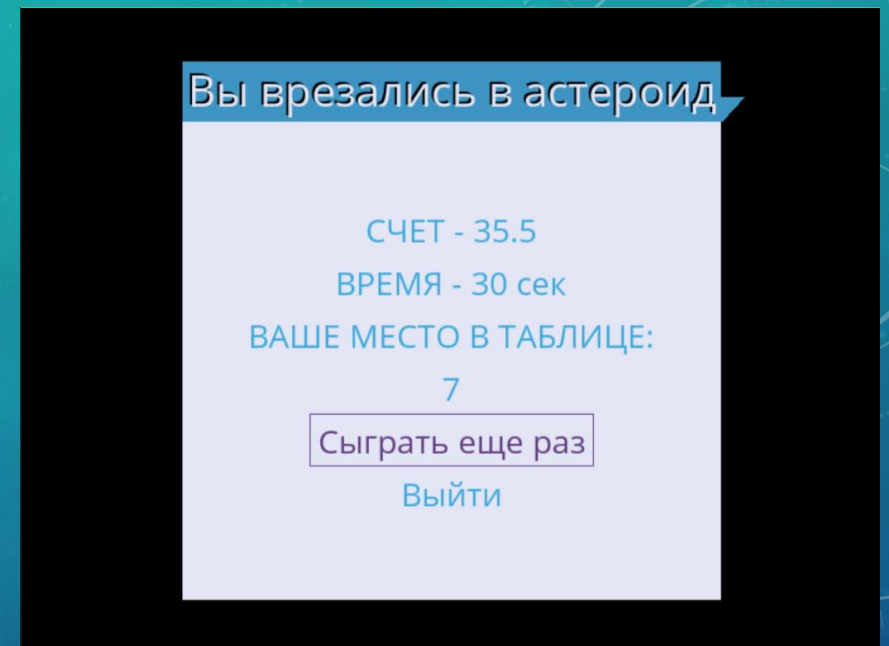 Вы врезались в астероид
СЧЕТ - 35.5
ВРЕМЯ - 30 сек
ВАШЕ МЕСТО В ТАБЛИЦЕ:
7
Сыграть еще раз
Выйти